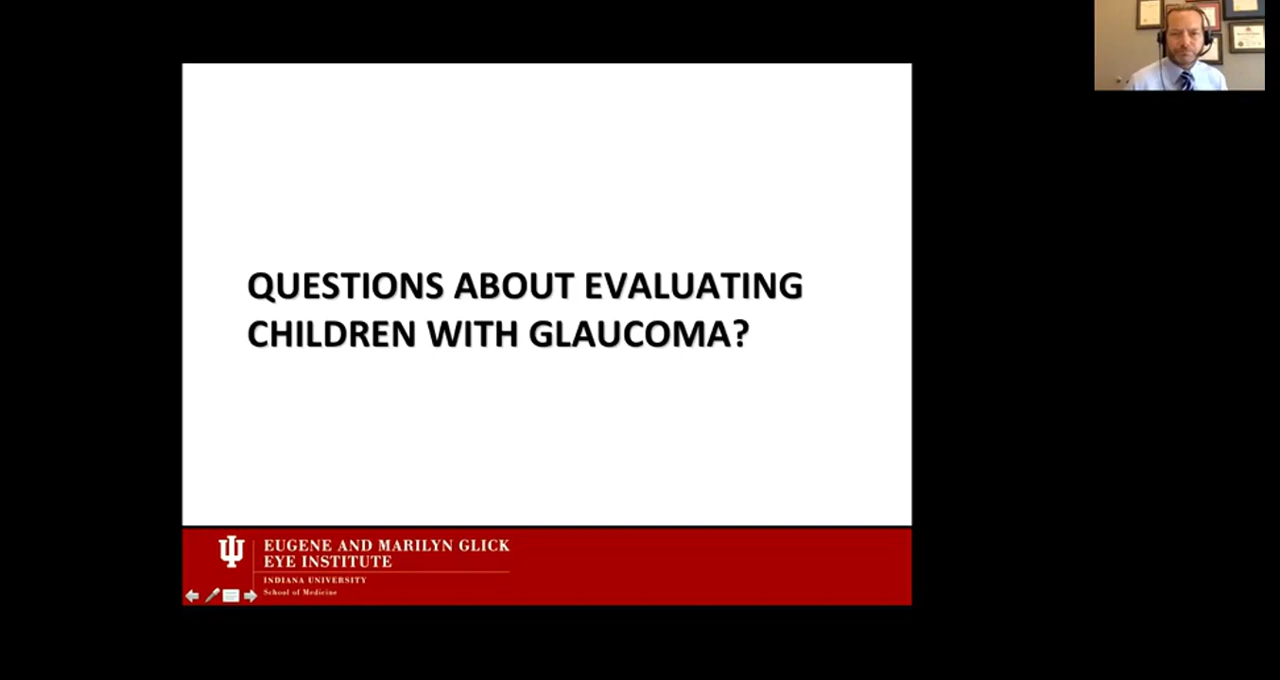 QUESTIONS ABOUT EVALUATING
CHILDREN WITH GLAUCOMA?
EUGENE AND MARILYN GLICK
EYE INSTITUTE
INDIANA UNIVERSITY
School of Medicine